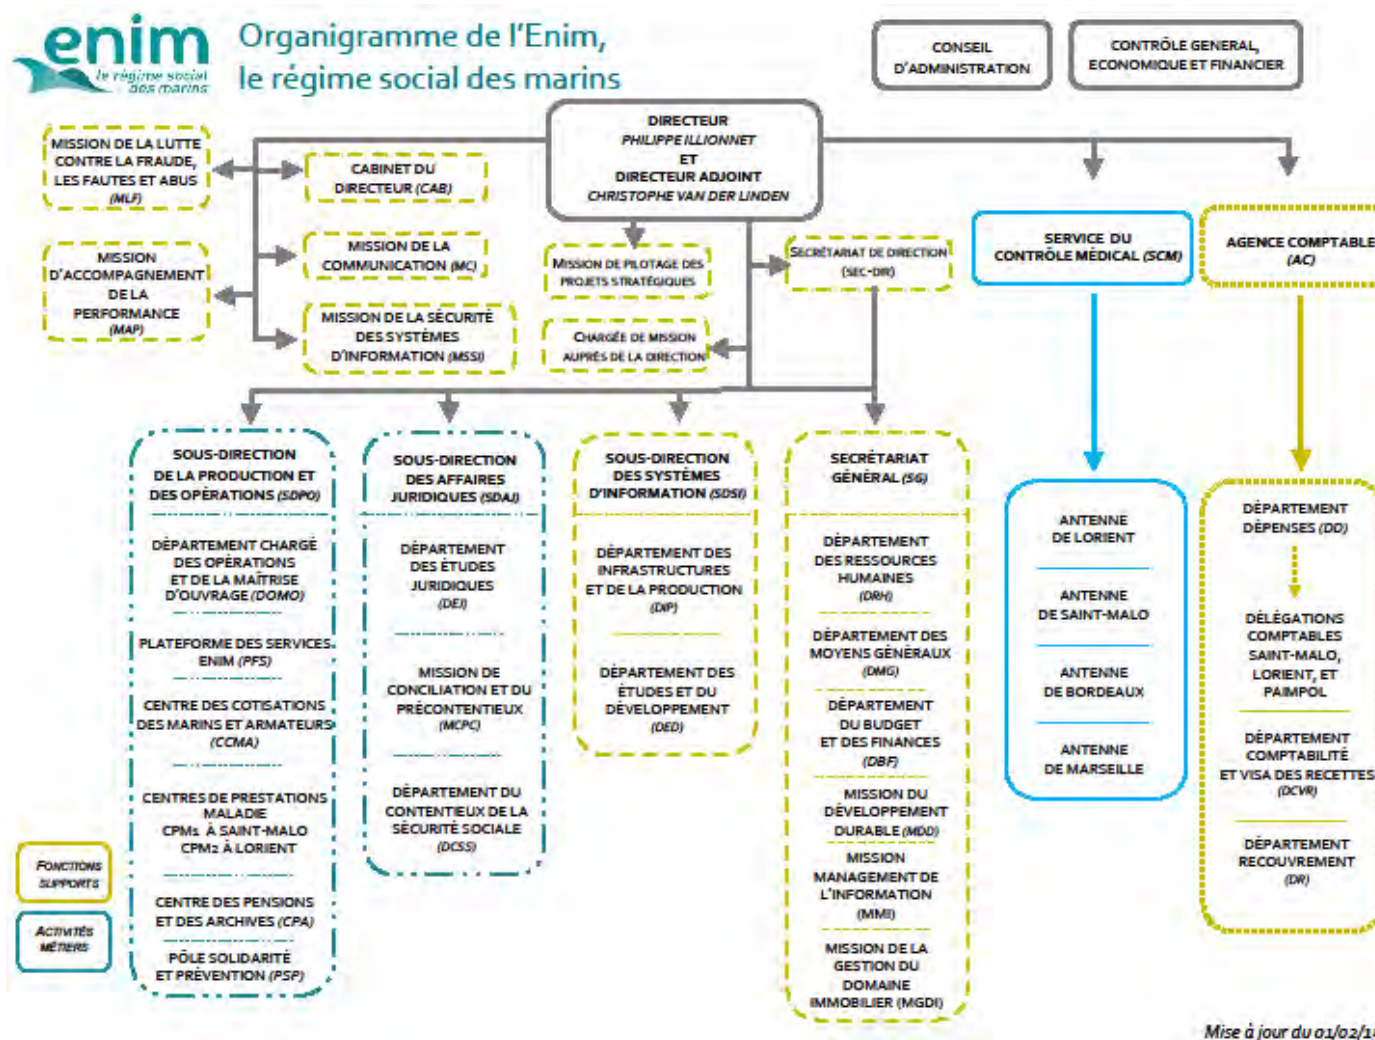 enim
le régime social
des marins
Organigramme de l'Enim,
le régime social des marins
CONSEIL
D'ADMINISTRATION
CONTRÔLE GENERAL,
ECONOMIQUE ET FINANCIER
DIRECTEUR
PHILIPPE ILLIONNET
ET
DIRECTEUR ADJOINT
CHRISTOPHE VAN DER LINDEN
MISSION DE LA LUTTE
CONTRE LA FRAUDE,
LES FAUTES ET ABUS
(MLF)
CABINET DU
DIRECTEUR (CAB)
MISSION
D'ACCOMPAGNEMENT
DE LA
PERFORMANCE
(MAP)
MISSION DE LA
COMMUNICATION (MC)
MISSION DE LA SÉCURITÉ
DES SYSTÈMES
D'INFORMATION (MSSI)
MISSION DE PILOTAGE DES
PROJETS STRATÉGIQUES
SECRÉTARIAT DE DIRECTION
(SEC-DIR)
CHARGÉE DE MISSION
AUPRÈS DE LA DIRECTION
SERVICE DU
CONTRÔLE MÉDICAL (SCM)
AGENCE COMPTABLE
(AC)
SOUS-DIRECTION
DE LA PRODUCTION ET
DES OPÉRATIONS (SDPO)
DÉPARTEMENT CHARGÉ
DES OPÉRATIONS
ET DE LA MAÎTRISE
D'OUVRAGE (DOMO)
PLATEFORME DES SERVICES
ENIM (PFS)
CENTRE DES COTISATIONS
DES MARINS ET ARMATEURS
(CCMA)
CENTRES DE PRESTATIONS
MALADIE
CPM1 À SAINT-MALO
CPM2 À LORIENT
CENTRE DES PENSIONS
ET DES ARCHIVES (CPA)
PÔLE SOLIDARITÉ
ET PRÉVENTION (PSP)
SOUS-DIRECTION
DES AFFAIRES
JURIDIQUES (SDAJ)
DÉPARTEMENT
DES ÉTUDES
JURIDIQUES
(DEJ)
MISSION DE
CONCILIATION ET DU
PRÉCONTENTIEUX
(MCPC)
DÉPARTEMENT DU
CONTENTIEUX DE LA
SÉCURITÉ SOCIALE
(DCSS)
SOUS-DIRECTION
DES SYSTÈMES
D'INFORMATION (SDSI)
DÉPARTEMENT DES
INFRASTRUCTURES
ET DE LA PRODUCTION
(DIP)
DÉPARTEMENT DES
ÉTUDES ET DU
DÉVELOPPEMENT
(DED)
SECRÉTARIAT
GÉNÉRAL (SG)
DÉPARTEMENT
DES RESSOURCES
HUMAINES
(DRH)
DÉPARTEMENT DES
MOYENS GÉNÉRAUX
(DMG)
DÉPARTEMENT
DU BUDGET
ET DES FINANCES
(DBF)
MISSION DU
DÉVELOPPEMENT
DURABLE (MDD)
MISSION
MANAGEMENT DE
L'INFORMATION
(MMI)
MISSION DE LA
GESTION DU
DOMAINE
IMMOBILIER (MGDI)
ANTENNE
DE LORIENT
ANTENNE
DE SAINT-MALO
ANTENNE
DE BORDEAUX
ANTENNE
DE MARSEILLE
DÉPARTEMENT
DÉPENSES (DD)
DÉLÉGATIONS
COMPTABLES
SAINT-MALO,
LORIENT, ET
PAIMPOL
DÉPARTEMENT
COMPTABILITÉ
ET VISA DES RECETTES
(DCVR)
DÉPARTEMENT
RECOUVREMENT
(DR)
FONCTIONS
SUPPORTS
ACTIVITÉS
MÉTIERS
Mise à jour du